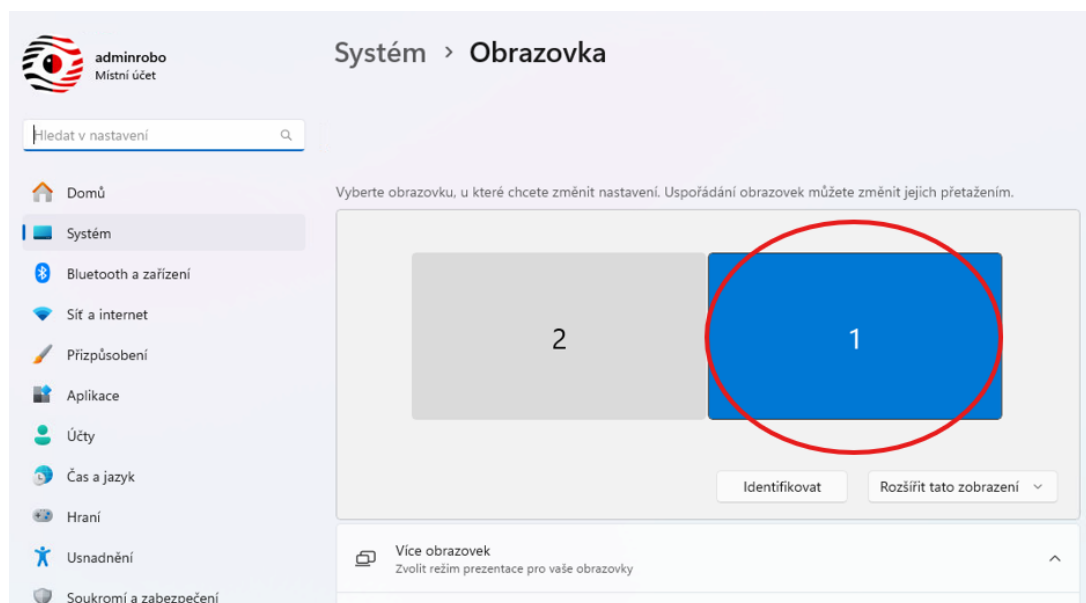 adminrobo
Místní účet
Hledat v nastavení
Domů
Systém
Bluetooth a zařízení
Síť a internet
Přizpůsobení
Aplikace
Účty
Čas a jazyk
Hraní
Usnadnění
Soukromí a zabezpečení
Systém > Obrazovka
Vyberte obrazovku, u které chcete změnit nastavení. Uspořádání obrazovek můžete změnit jejich přetažením.
2 1
Identifikovat Rozšířit tato zobrazení
Více obrazovek
Zvolit režim prezentace pro vaše obrazovky